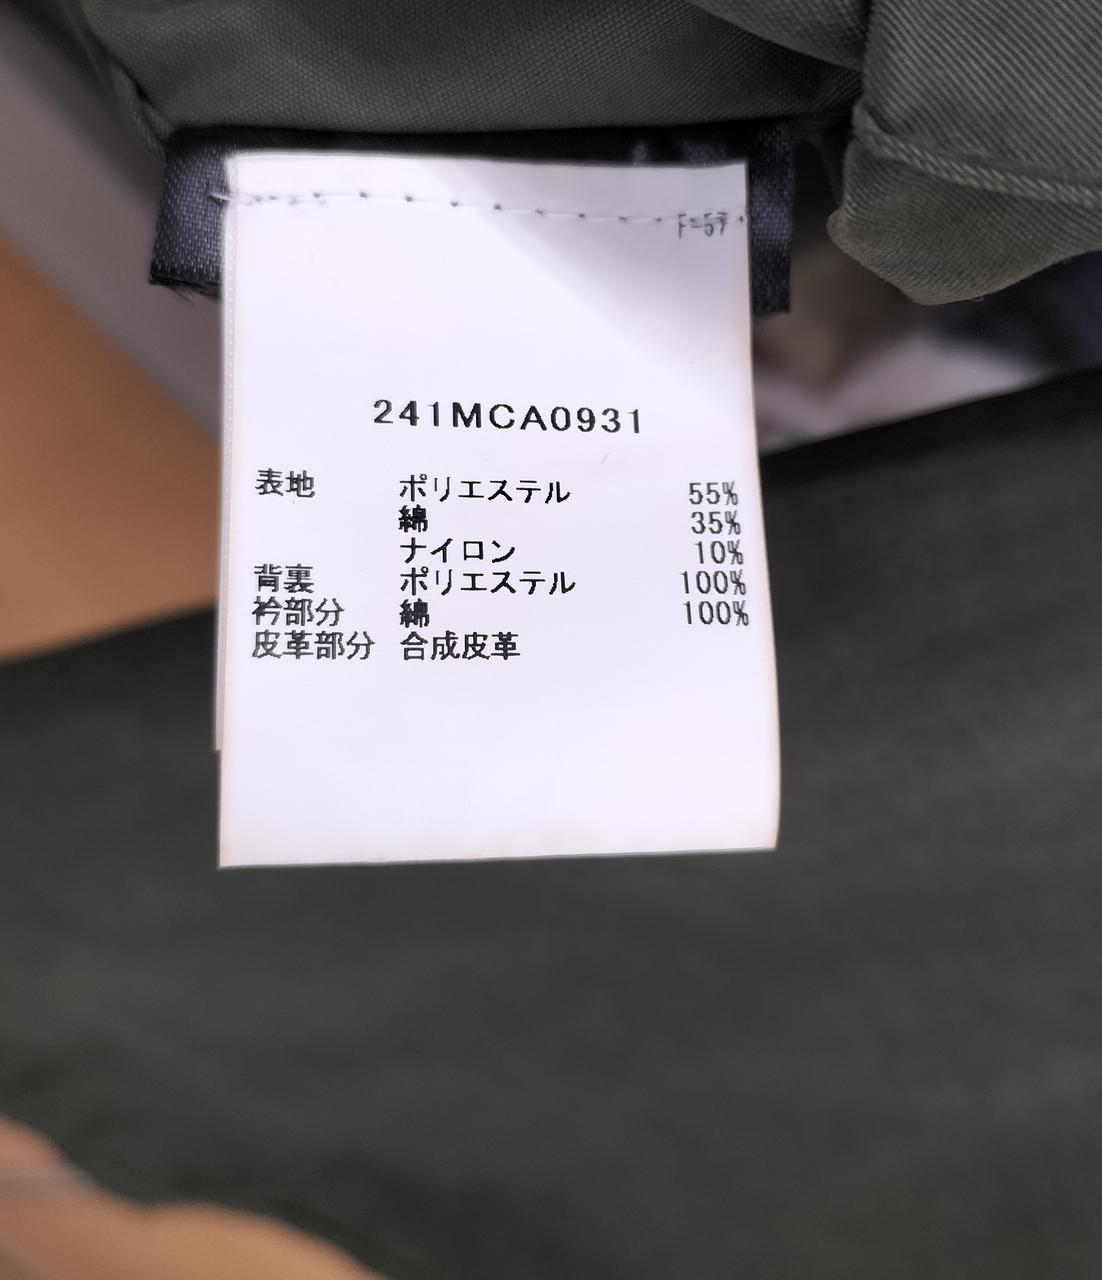 F-57
241MCA0931
表地 ポリエステル 55%
綿 35%
ナイロン 10%
背裏 ポリエステル 100%
衿部分 綿 100%
皮革部分 合成皮革